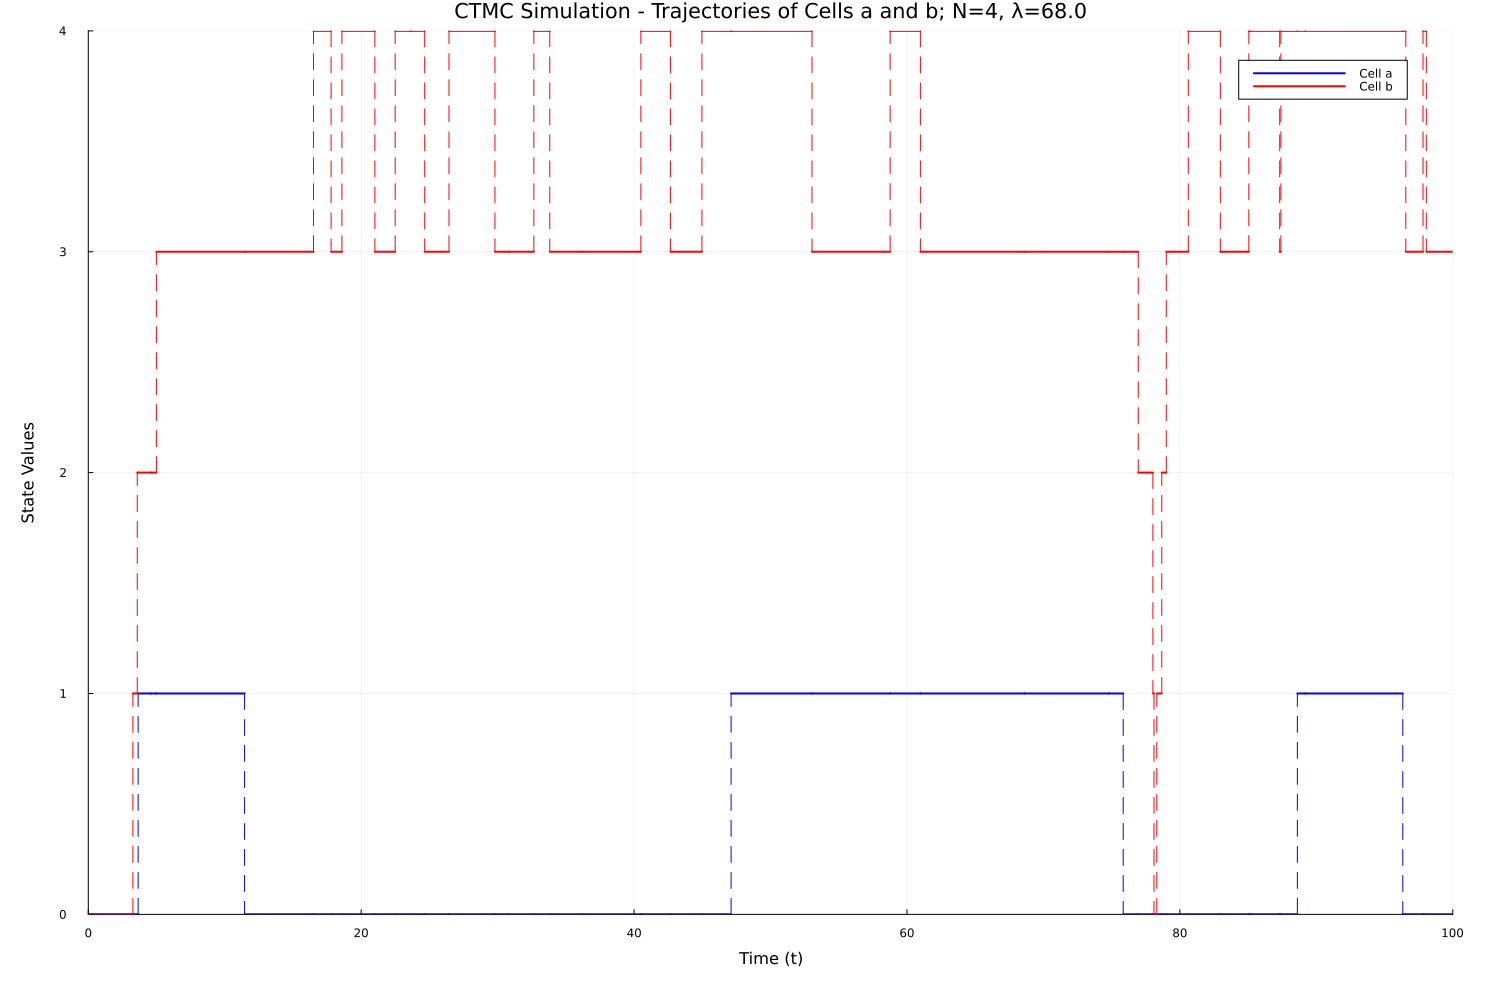 CTMC Simulation - Trajectories of Cells a and b; N=4, λ=68.0
4
Cell a
Cell b
3
State Values
2
1
0
0 20 40 60 80 100
Time (t)